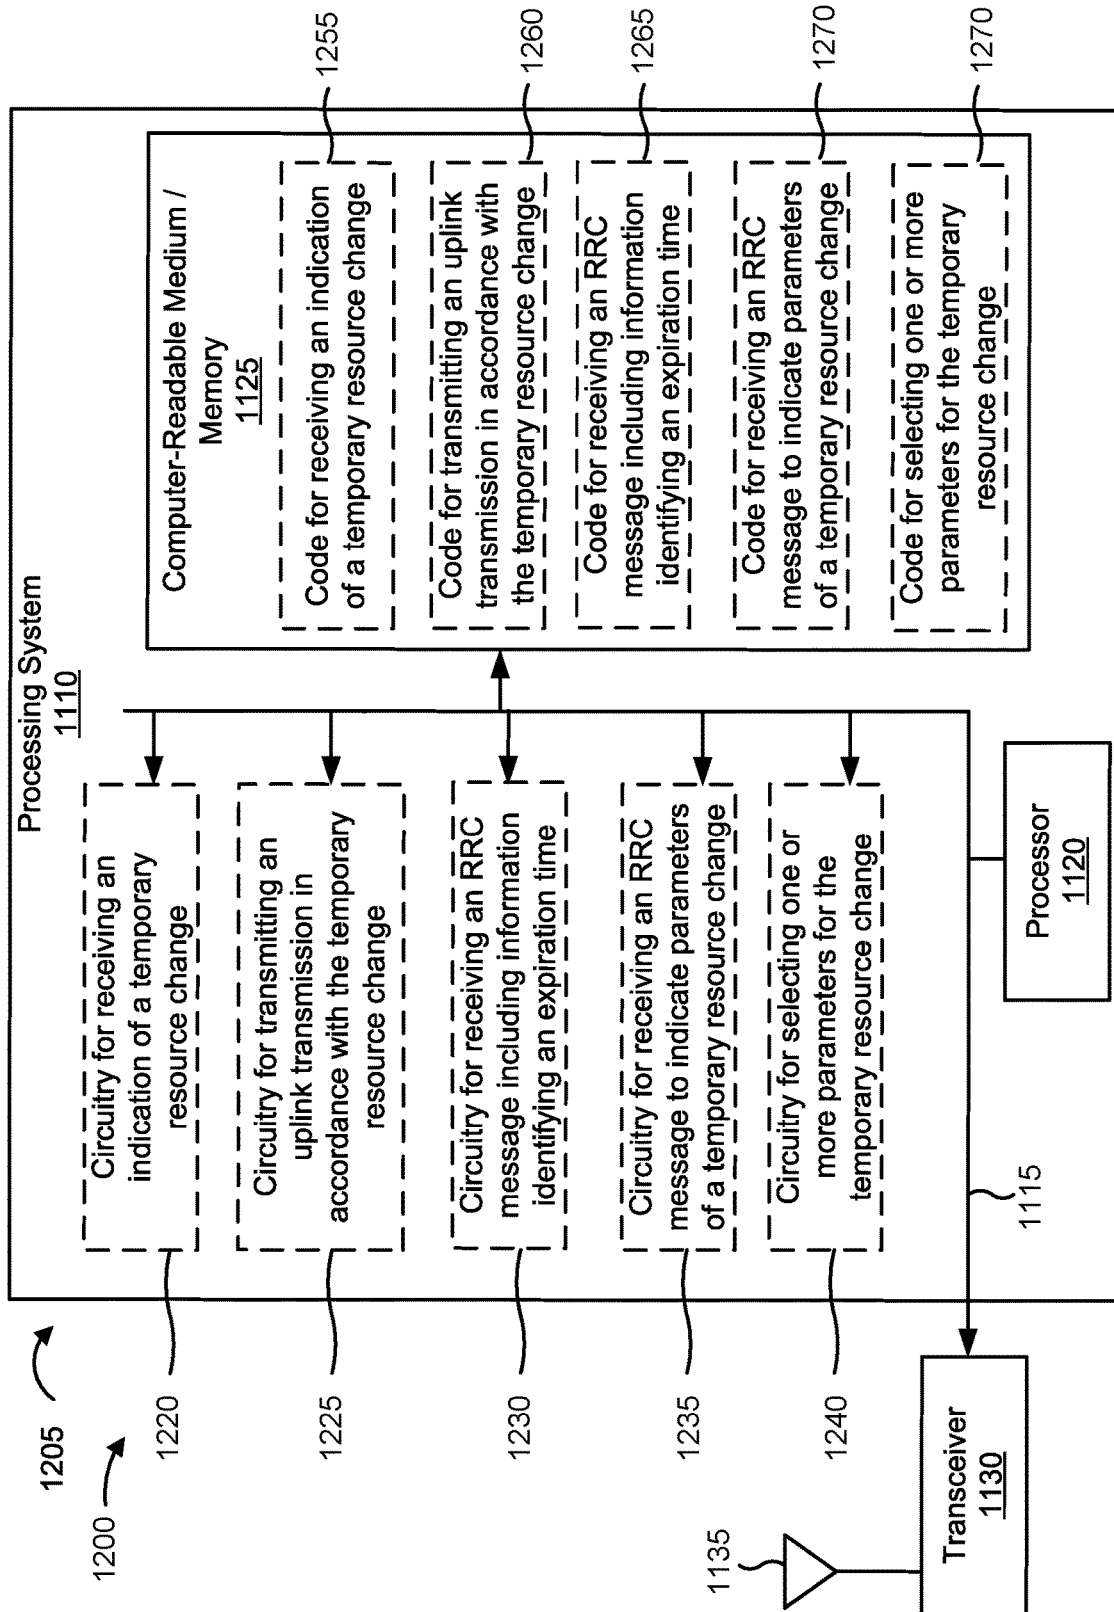 1200
1205
Processing System
1110
Circuitry for receiving an
indication of a temporary
resource change
1220
Circuitry for transmitting an
uplink transmission in
accordance with the temporary
resource change
1225
Circuitry for receiving an RRC
message including information
identifying an expiration time
1230
Circuitry for receiving an RRC
message to indicate parameters
of a temporary resource change
1235
Circuitry for selecting one or
more parameters for the
temporary resource change
1240
Computer-Readable Medium /
Memory
1125
Code for receiving an indication
of a temporary resource change
1255
Code for transmitting an uplink
transmission in accordance with
the temporary resource change
1260
Code for receiving an RRC
message including information
identifying an expiration time
1265
Code for receiving an RRC
message to indicate parameters
of a temporary resource change
1270
Code for selecting one or more
parameters for the temporary
resource change
1270
1135
Transceiver
1130
1115
Processor
1120